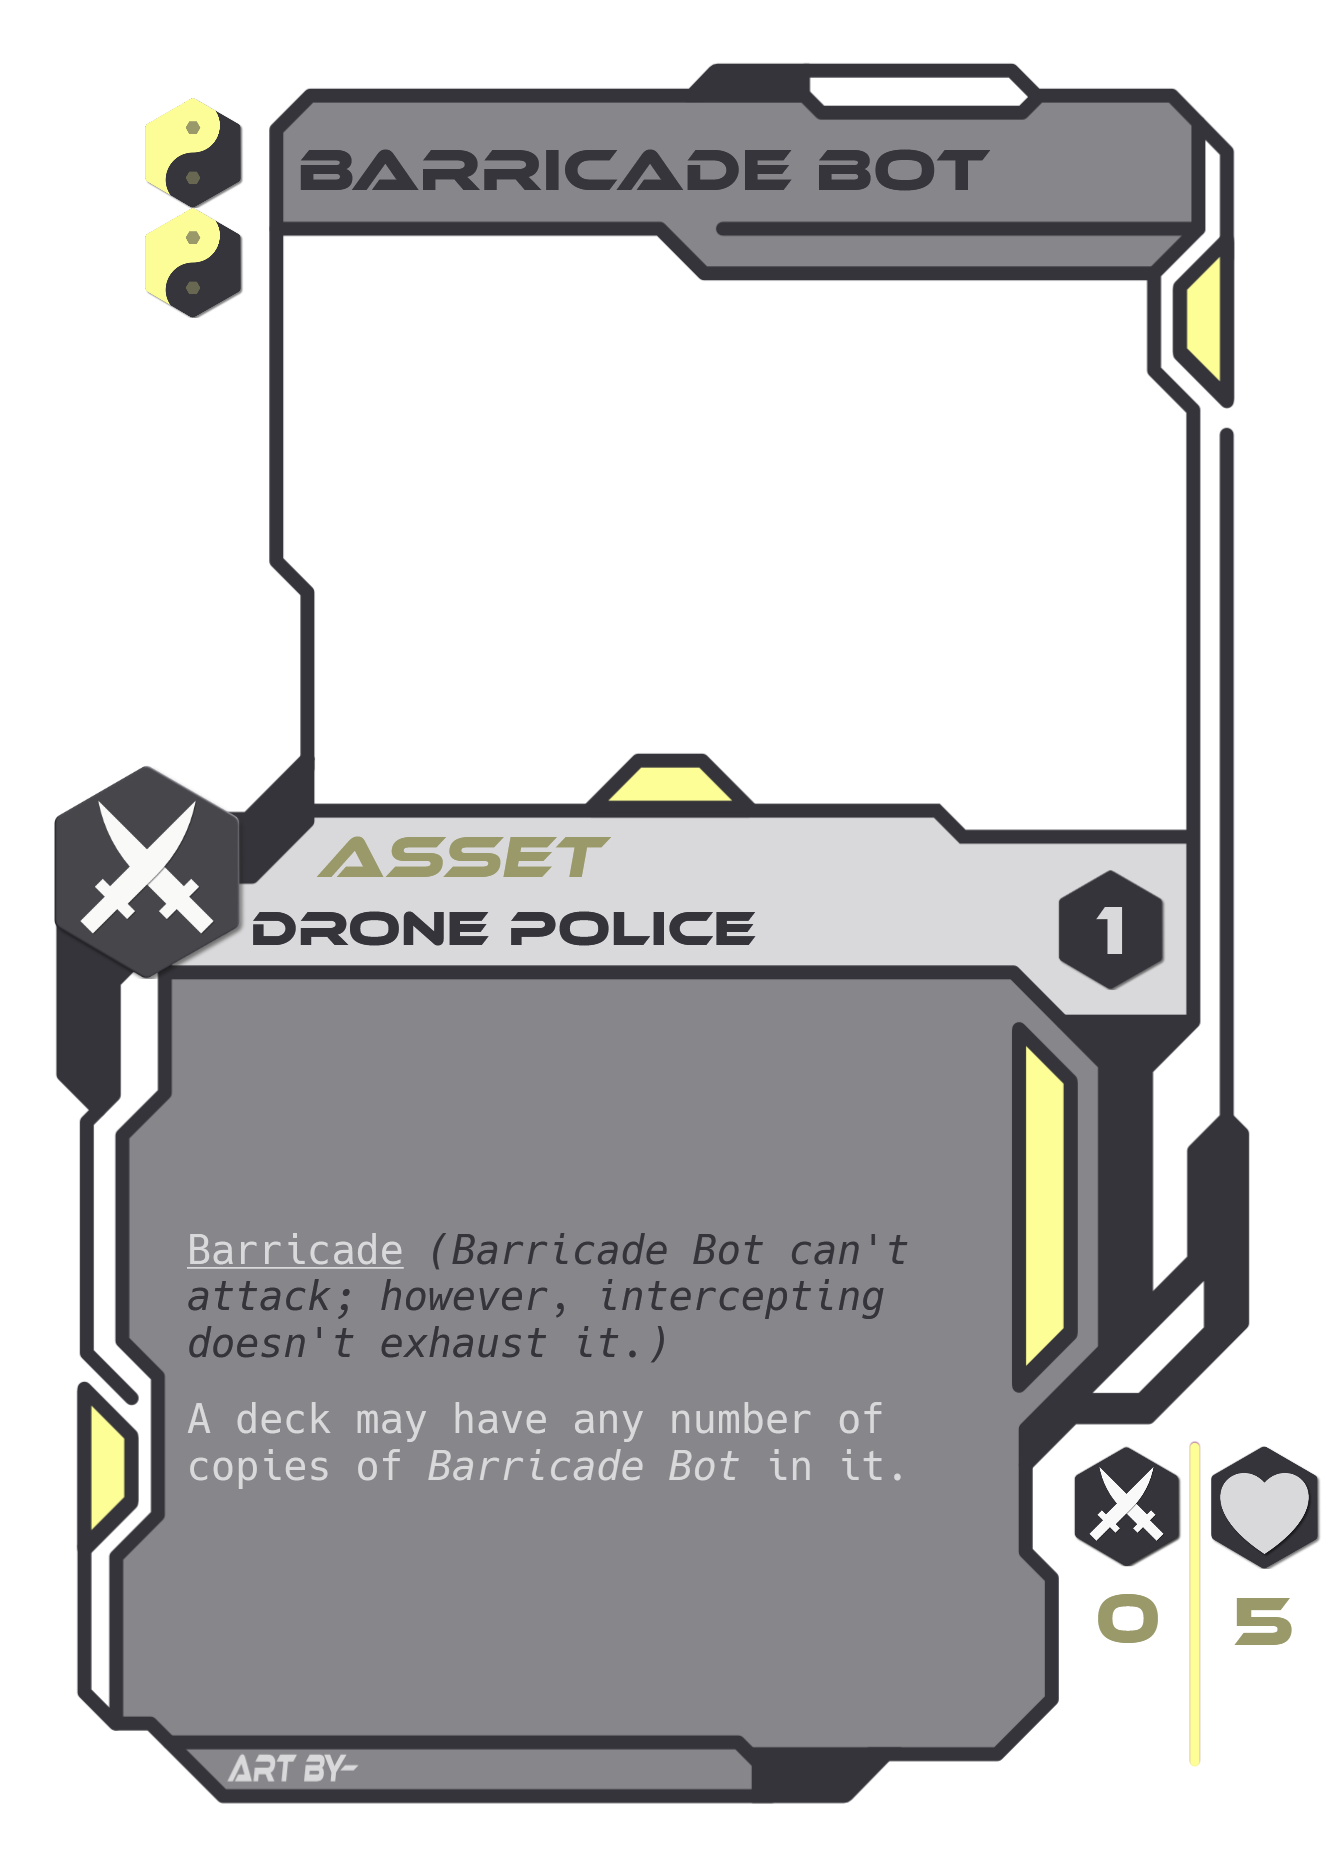 BARRICADE BOT
ASSET
DRONE POLICE
1
Barricade (Barricade Bot can't
attack; however, intercepting
doesn't exhaust it.)
A deck may have any number of
copies of Barricade Bot in it.
0
5
ART BY-